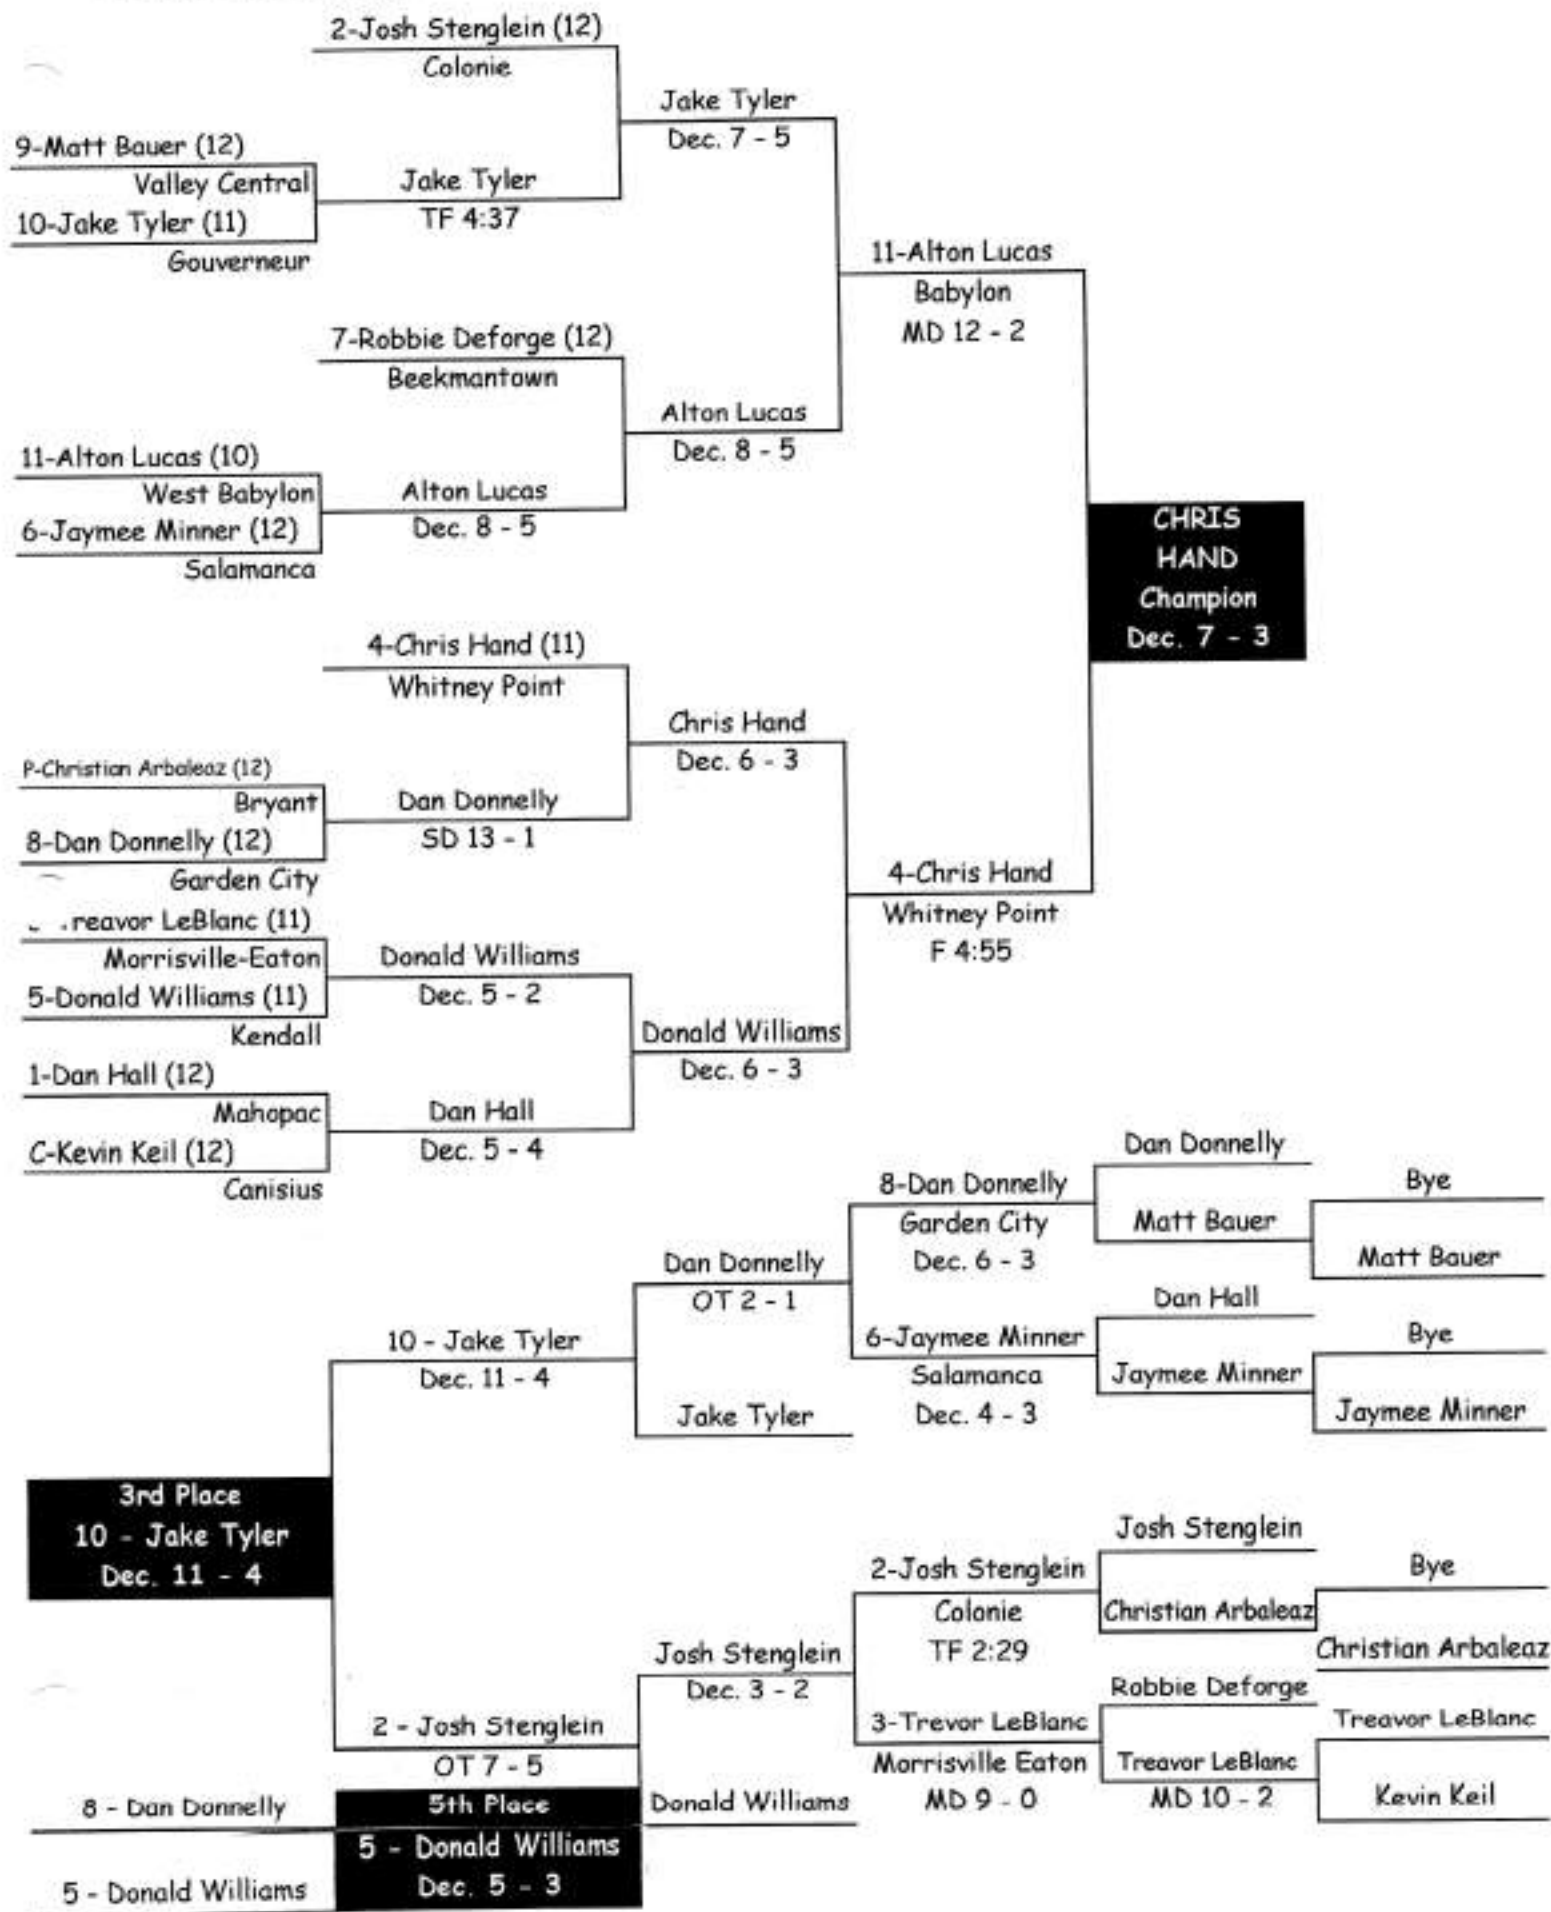 2-Josh Stenglein (12)
Colonie
Jake Tyler
Dec. 7 - 5
9-Matt Bauer (12)
Valley Central
10-Jake Tyler (11)
Gouverneur
Jake Tyler
TF 4:37
11-Alton Lucas
Babylon
MD 12 - 2
7-Robbie Deforge (12)
Beekmantown
Alton Lucas
Dec. 8 - 5
11-Alton Lucas (10)
West Babylon
6-Jaymee Minner (12)
Salamanca
Alton Lucas
Dec. 8 - 5
CHRIS
HAND
Champion
Dec. 7 - 3
4-Chris Hand (11)
Whitney Point
Chris Hand
Dec. 6 - 3
P-Christian Arbaleaz (12)
Bryant
8-Dan Donnelly (12)
Garden City
Dan Donnelly
SD 13 - 1
4-Chris Hand
Whitney Point
F 4:55
reavor LeBlanc (11)
Morrisville-Eaton
5-Donald Williams (11)
Kendall
Donald Williams
Dec. 5 - 2
Donald Williams
Dec. 6 - 3
1-Dan Hall (12)
Mahopac
C-Kevin Keil (12)
Canisius
Dan Hall
Dec. 5 - 4
Dan Donnelly
Bye
8-Dan Donnelly
Garden City
Dec. 6 - 3
Matt Bauer
Matt Bauer
Dan Donnelly
OT 2 - 1
Dan Hall
Bye
10 - Jake Tyler
Dec. 11 - 4
6-Jaymee Minner
Salamanca
Dec. 4 - 3
Jaymee Minner
Jaymee Minner
Jake Tyler
3rd Place
10 - Jake Tyler
Dec. 11 - 4
Josh Stenglein
Bye
2-Josh Stenglein
Colonie
TF 2:29
Christian Arbaleaz
Christian Arbaleaz
Josh Stenglein
Dec. 3 - 2
Robbie Deforge
Treavor LeBlanc
2 - Josh Stenglein
OT 7 - 5
3-Trevor LeBlanc
Morrisville Eaton
MD 9 - 0
Treavor LeBlanc
MD 10 - 2
Kevin Keil
8 - Dan Donnelly
5th Place
Donald Williams
5 - Donald Williams
Dec. 5 - 3
5 - Donald Williams